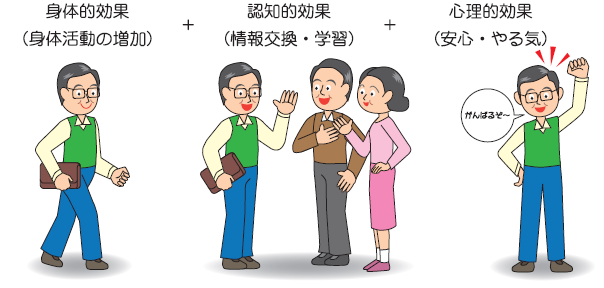 身体的効果
（身体活動の増加）
+
認知的効果
（情報交換・学習）
+
心理的効果
（安心・やる気）
がんばるぞ〜